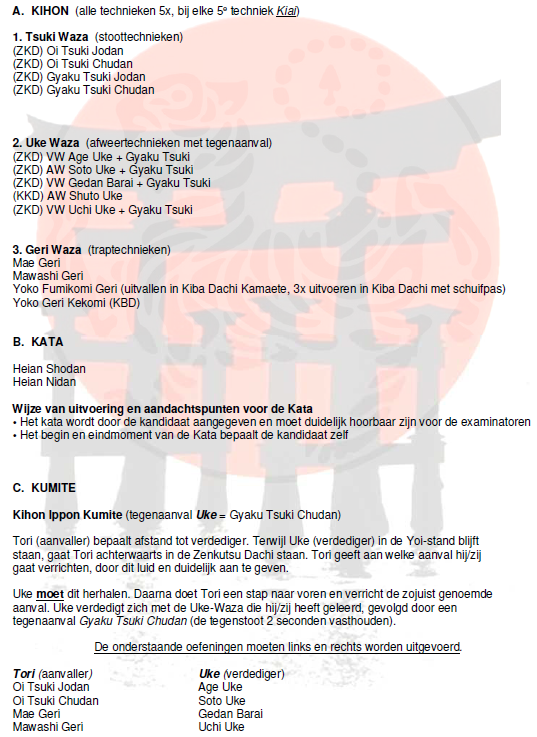 A. KIHON (alle technieken 5x, bij elke 5e techniek Kiai)
1. Tsuki Waza (stoottechnieken)
(ZKD) Oi Tsuki Jodan
(ZKD) Oi Tsuki Chudan
(ZKD) Gyaku Tsuki Jodan
(ZKD) Gyaku Tsuki Chudan
2. Uke Waza (afweertechnieken met tegenaanval)
(ZKD) VW Age Uke + Gyaku Tsuki
(ZKD) AW Soto Uke + Gyaku Tsuki
(ZKD) VW Gedan Barai + Gyaku Tsuki
(KKD) AW Shuto Uke
(ZKD) VW Uchi Uke + Gyaku Tsuki
3. Geri Waza (traptechnieken)
Mae Geri
Mawashi Geri
Yoko Fumikomi Geri (uitvallen in Kiba Dachi Kamaete, 3x uitvoeren in Kiba Dachi met schuifpas)
Yoko Geri Kekomi (KBD)
B. KATA
Heian Shodan
Heian Nidan
Wijze van uitvoering en aandachtspunten voor de Kata
• Het kata wordt door de kandidaat aangegeven en moet duidelijk hoorbaar zijn voor de examinatoren
• Het begin en eindmoment van de Kata bepaalt de kandidaat zelf
C. KUMITE
Kihon Ippon Kumite (tegenaanval Uke = Gyaku Tsuki Chudan)
Tori (aanvaller) bepaalt afstand tot verdediger. Terwijl Uke (verdediger) in de Yoi-stand blijft
staan, gaat Tori achterwaarts in de Zenkutsu Dachi staan. Tori geeft aan welke aanval hij/zij
gaat verrichten, door dit luid en duidelijk aan te geven.
Uke moet dit herhalen. Daarna doet Tori een stap naar voren en verricht de zojuist genoemde
aanval. Uke verdedigt zich met de Uke-Waza die hij/zij heeft geleerd, gevolgd door een
tegenaanval Gyaku Tsuki Chudan (de tegenstoot 2 seconden vasthouden).
De onderstaande oefeningen moeten links en rechts worden uitgevoerd.
Tori (aanvaller) Uke (verdediger)
Oi Tsuki Jodan Age Uke
Oi Tsuki Chudan Soto Uke
Mae Geri Gedan Barai
Mawashi Geri Uchi Uke